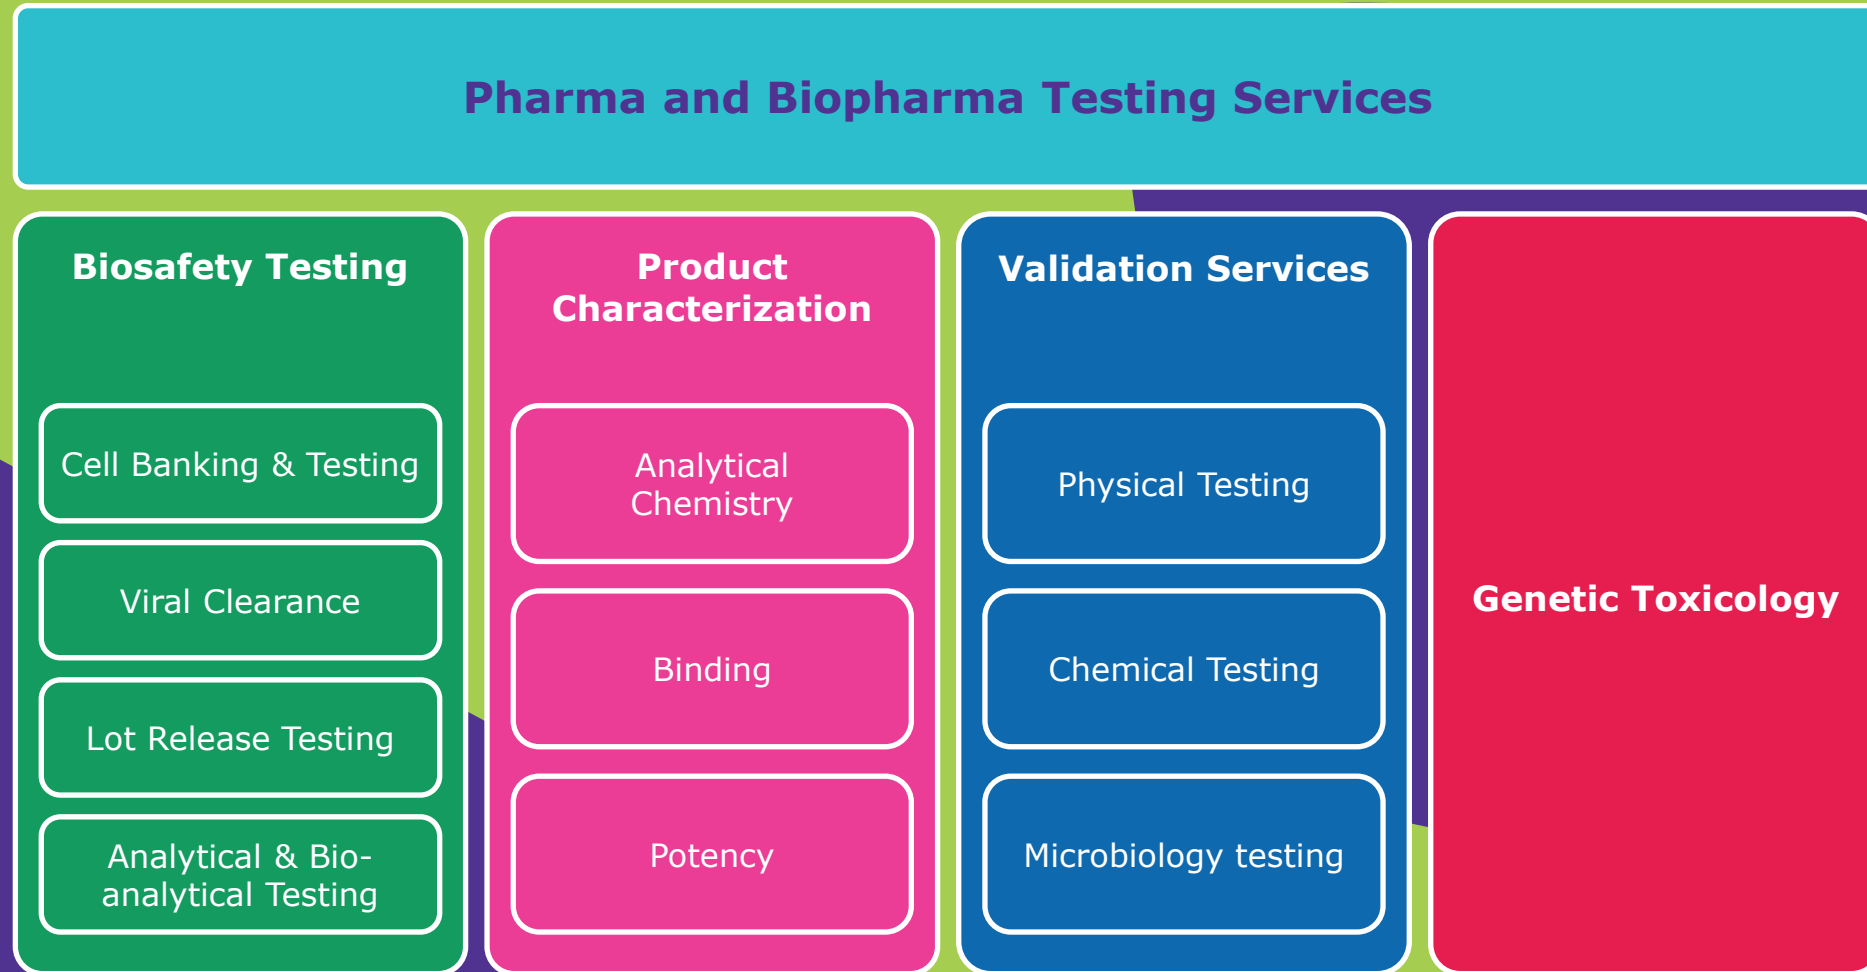 Pharma and Biopharma Testing Services
Biosafety Testing
Cell Banking & Testing
Viral Clearance
Lot Release Testing
Analytical & Bio-
analytical Testing
Product
Characterization
Analytical
Chemistry
Binding
Potency
Validation Services
Physical Testing
Chemical Testing
Microbiology testing
Genetic Toxicology